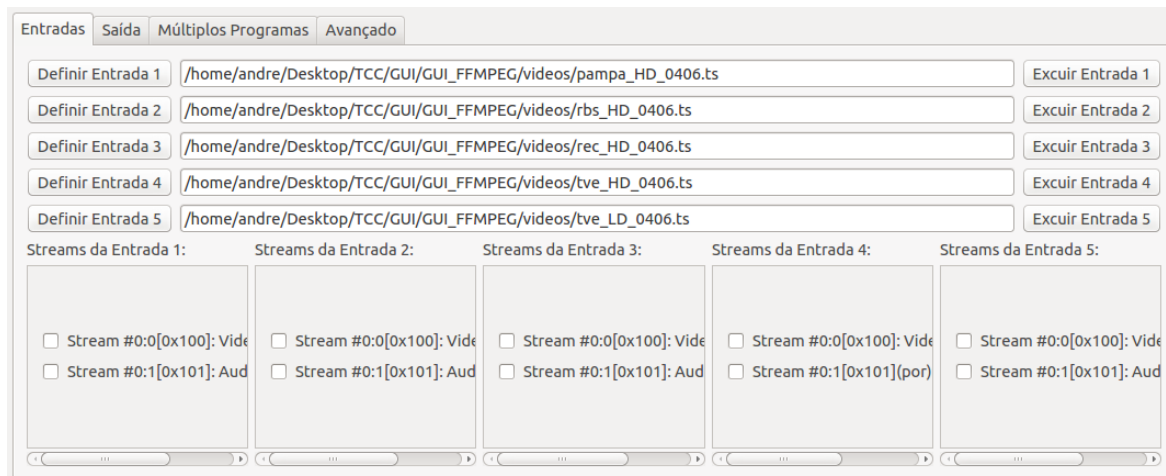 Entradas Saída Múltiplos Programas Avançado
Definir Entrada 1 /home/andre/Desktop/TCC/GUI/GUI_FFMPEG/videos/pampa_HD_0406.ts Excuir Entrada 1
Definir Entrada 2 /home/andre/Desktop/TCC/GUI/GUI_FFMPEG/videos/rbs_HD_0406.ts Excuir Entrada 2
Definir Entrada 3 /home/andre/Desktop/TCC/GUI/GUI_FFMPEG/videos/rec_HD_0406.ts Excuir Entrada 3
Definir Entrada 4 /home/andre/Desktop/TCC/GUI/GUI_FFMPEG/videos/tve_HD_0406.ts Excuir Entrada 4
Definir Entrada 5 /home/andre/Desktop/TCC/GUI/GUI_FFMPEG/videos/tve_LD_0406.ts Excuir Entrada 5
Streams da Entrada 1: Streams da Entrada 2: Streams da Entrada 3: Streams da Entrada 4: Streams da Entrada 5:
Stream #0:0[0x100]: Vide Stream #0:0[0x100]: Vide Stream #0:0[0x100]: Vide Stream #0:0[0x100]: Vide Stream #0:0[0x100]: Vide
Stream #0:1[0x101]: Aud Stream #0:1[0x101]: Aud Stream #0:1[0x101]: Aud Stream #0:1[0x101](por) Stream #0:1[0x101]: Aud